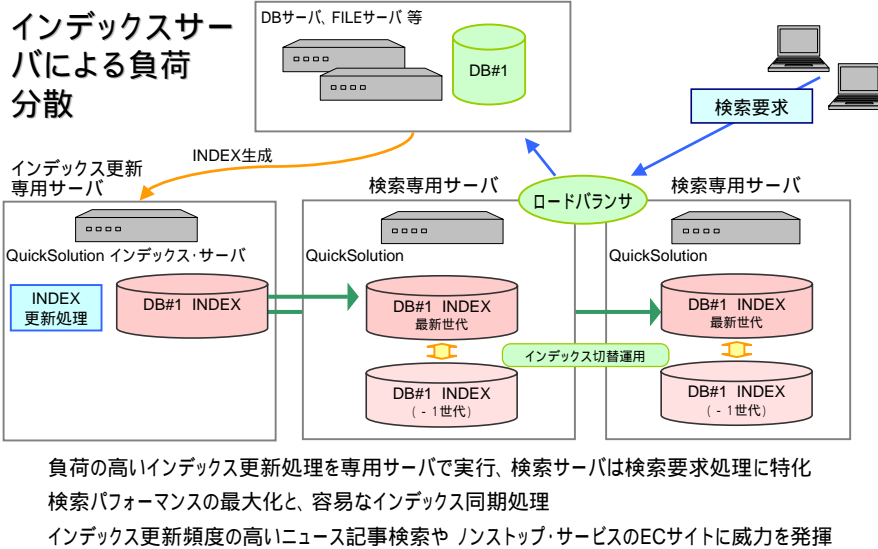 インデックスサー
バによる負荷
分散
DBサーバ、FILEサーバ 等
DB#1
検索要求
INDEX生成
インデックス更新
専用サーバ
検索専用サーバ
ロードバランサ
検索専用サーバ
QuickSolution インデックス・サーバ
QuickSolution
QuickSolution
INDEX
更新処理
DB#1 INDEX
DB#1 INDEX
最新世代
DB#1 INDEX
最新世代
インデックス切替運用
DB#1 INDEX
(-1世代)
DB#1 INDEX
(-1世代)
負荷の高いインデックス更新処理を専用サーバで実行、検索サーバは検索要求処理に特化
検索パフォーマンスの最大化と、容易なインデックス同期処理
インデックス更新頻度の高いニュース記事検索や ノンストップ・サービスのECサイトに威力を発揮